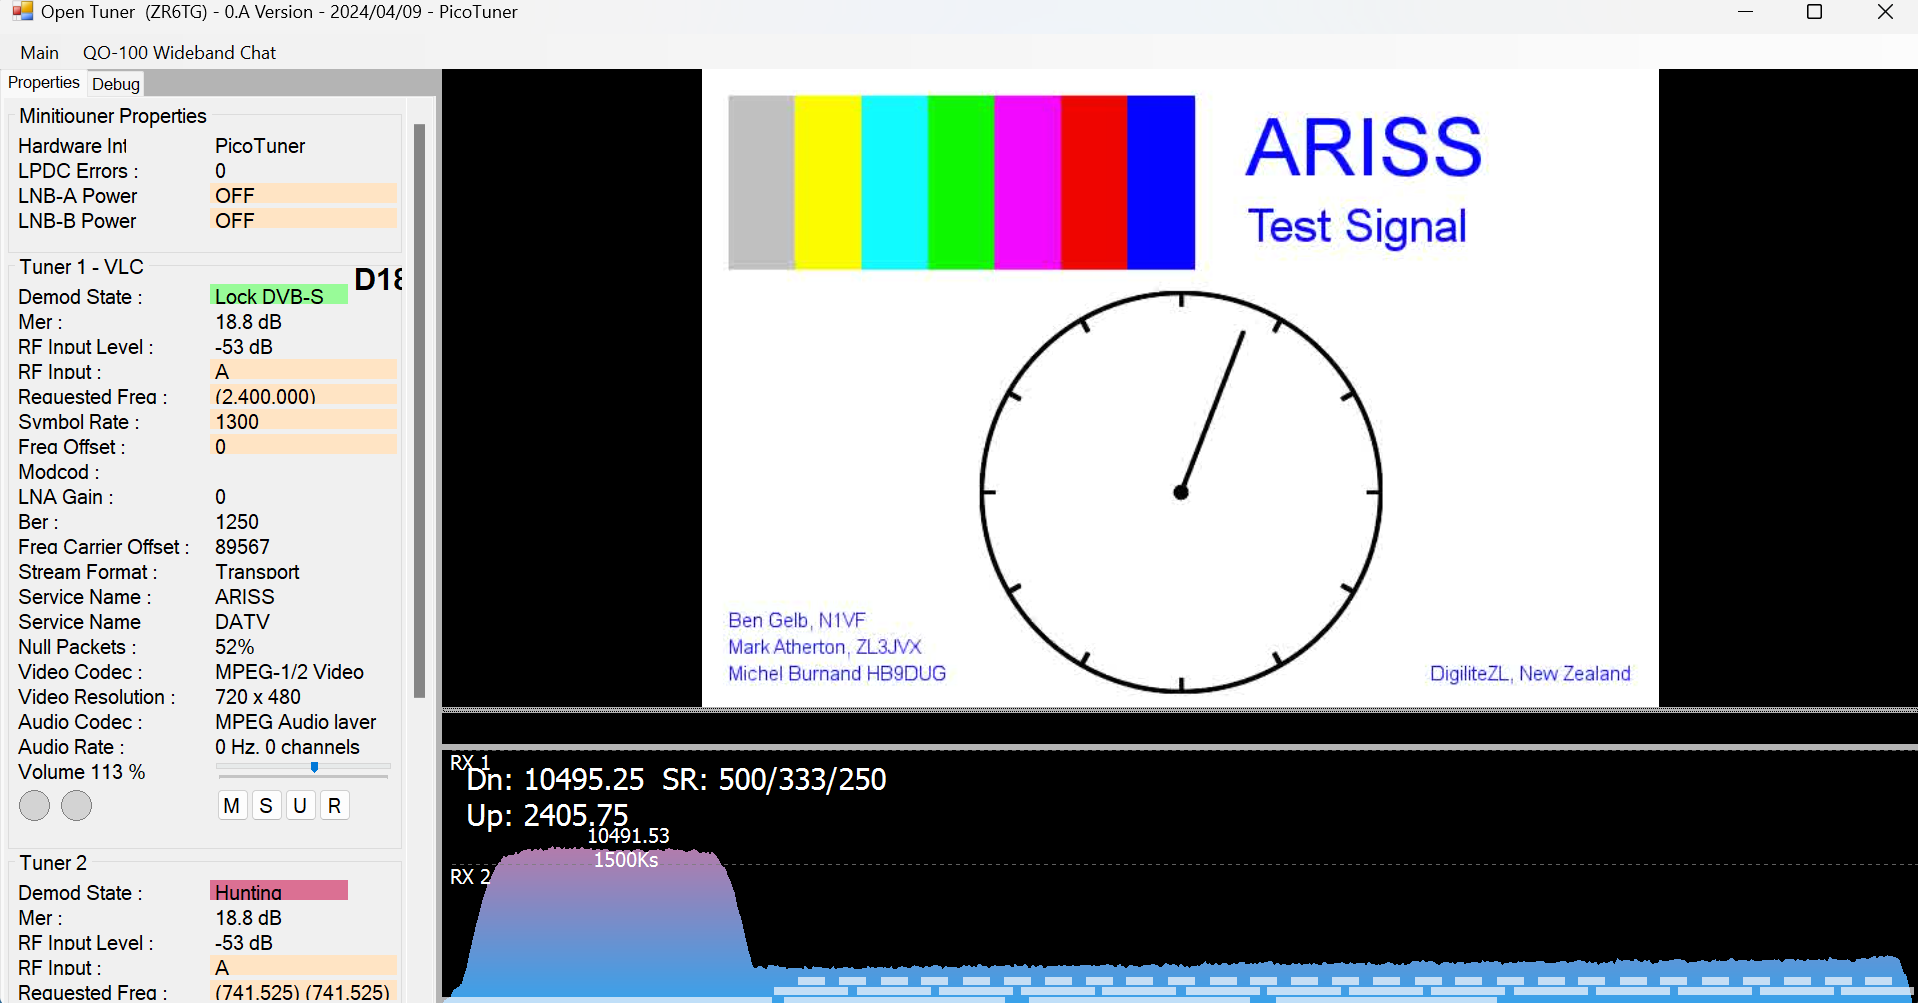 Open Tuner (ZR6TG) - 0.A Version - 2024/04/09 - PicoTuner
Main QO-100 Wideband Chat
Properties Debug
Minitiouner Properties
Hardware Int PicoTuner
LPDC Errors : 0
LNB-A Power OFF
LNB-B Power OFF
Tuner 1 - VLC
D18
Demod State : Lock DVB-S
Mer : 18.8 dB
RF Input Level : -53 dB
RF Input : A
Requested Freq : (2.400.000)
Symbol Rate : 1300
Freq Offset : 0
Modcod :
LNA Gain : 0
Ber : 1250
Freq Carrier Offset : 89567
Stream Format : Transport
Service Name : ARISS
Service Name DATV
Null Packets : 52%
Video Codec : MPEG-1/2 Video
Video Resolution : 720 x 480
Audio Codec : MPEG Audio layer
Audio Rate : 0 Hz. 0 channels
Volume 113 %
M S U R
Tuner 2
Demod State : Hunting
Mer : 18.8 dB
RF Input Level : -53 dB
RF Input : A
Requested Freq : (741.525) (741.525)
ARISS
Test Signal
Ben Gelb, N1VF
Mark Atherton, ZL3JVX
Michel Burnand HB9DUG
DigiliteZL, New Zealand
RX 1
Dn: 10495.25 SR: 500/333/250
Up: 2405.75
10491.53
1500Ks
RX 2